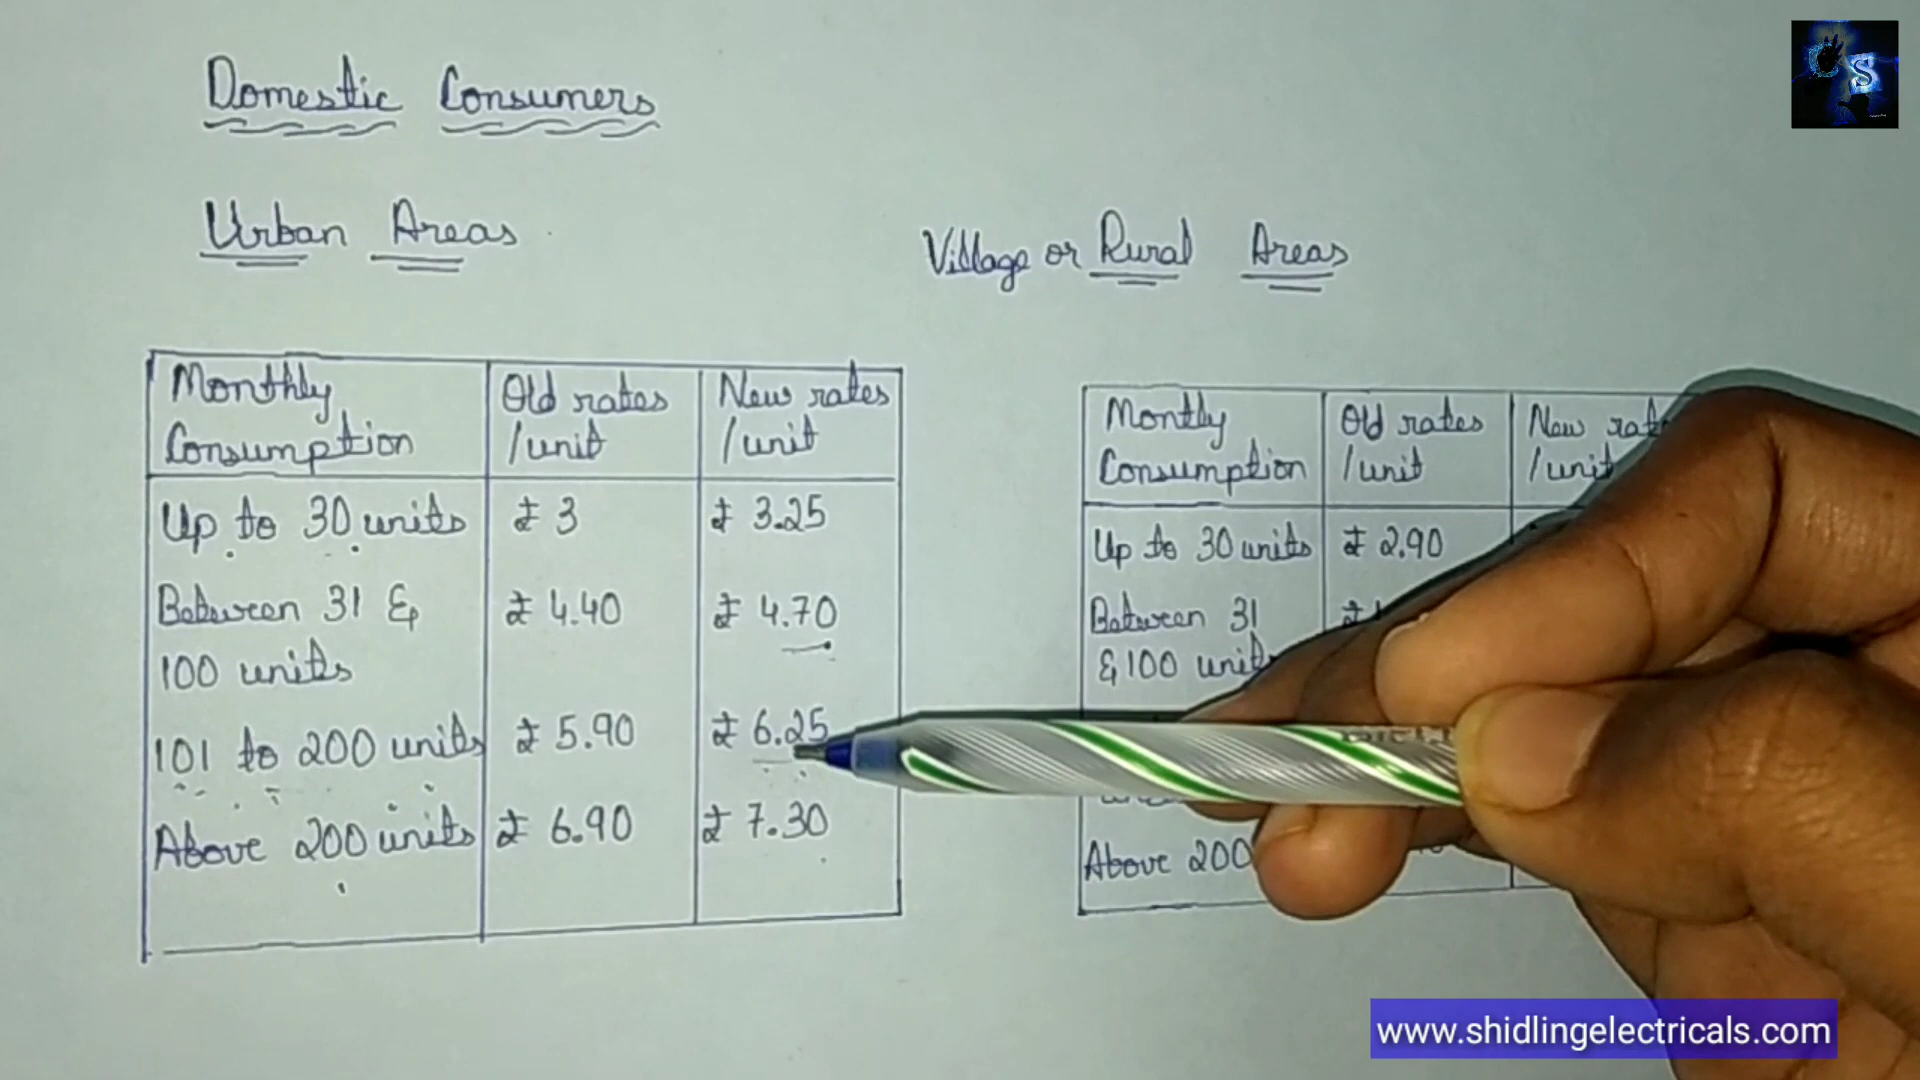 Domestic Consumers
Urban Areas
Monthly Consumption
Old rates /unit
New rates /unit
Up to 30 units
₹ 3
₹ 3.25
Between 31 &
100 units
₹ 4.40
₹ 4.70
101 to 200 units
₹ 5.90
₹ 6.25
Above 200 units
₹ 6.90
₹ 7.30
Village or Rural Areas
Montly Consumption
Old rates /unit
New /unit
Up to 30 units
₹ 2.90
Between 31
& 100 units
Above 200
S
www.shidlingelectricals.com